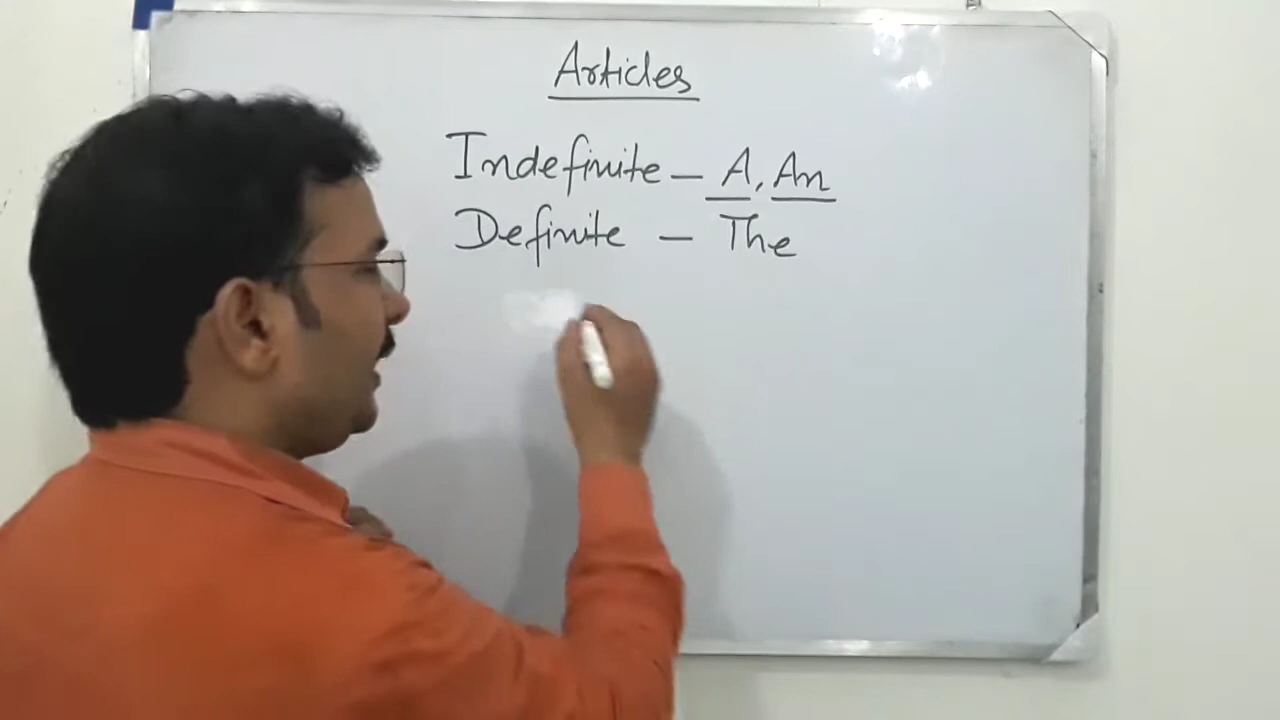 Articles
Indefinite – A, An
Definite – The